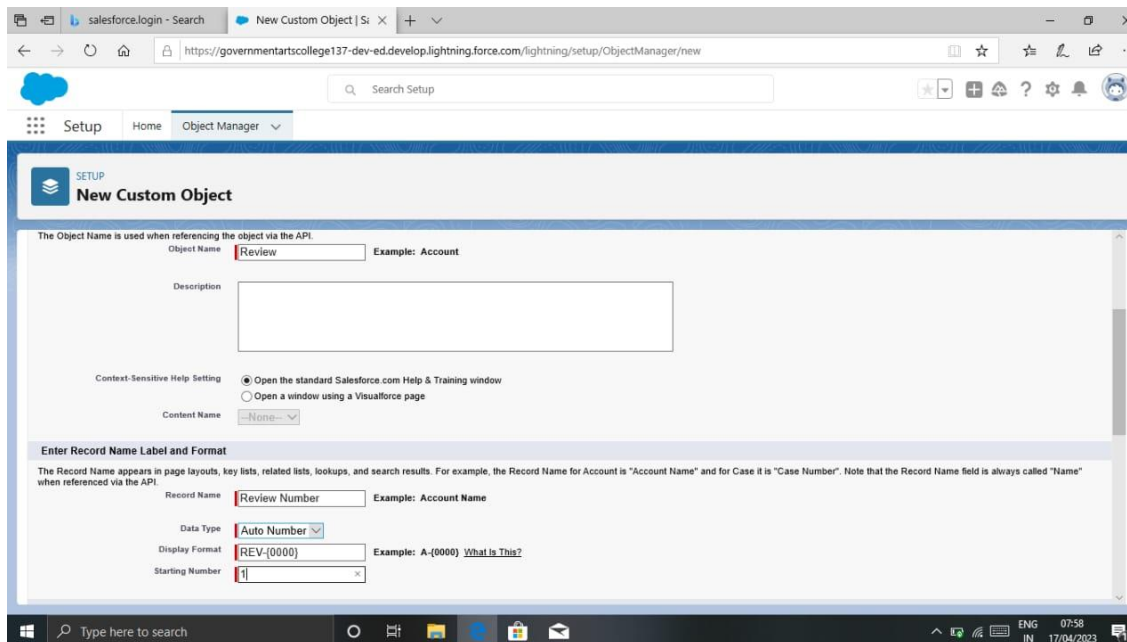 salesforce.login - Search
New Custom Object | Sa
https://governmentartscollege137-dev-ed.develop.lightning.force.com/lightning/setup/ObjectManager/new
Search Setup
Setup Home Object Manager
SETUP
New Custom Object
The Object Name is used when referencing the object via the API.
Object Name Review Example: Account
Description
Context-Sensitive Help Setting Open the standard Salesforce.com Help & Training window
Open a window using a Visualforce page
Content Name --None--
Enter Record Name Label and Format
The Record Name appears in page layouts, key lists, related lists, lookups, and search results. For example, the Record Name for Account is "Account Name" and for Case it is "Case Number". Note that the Record Name field is always called "Name"
when referenced via the API.
Record Name Review Number Example: Account Name
Data Type Auto Number
Display Format REV-{0000} Example: A-{0000} What Is This?
Starting Number 1
Type here to search
ENG 07:58
IN 17/04/2023